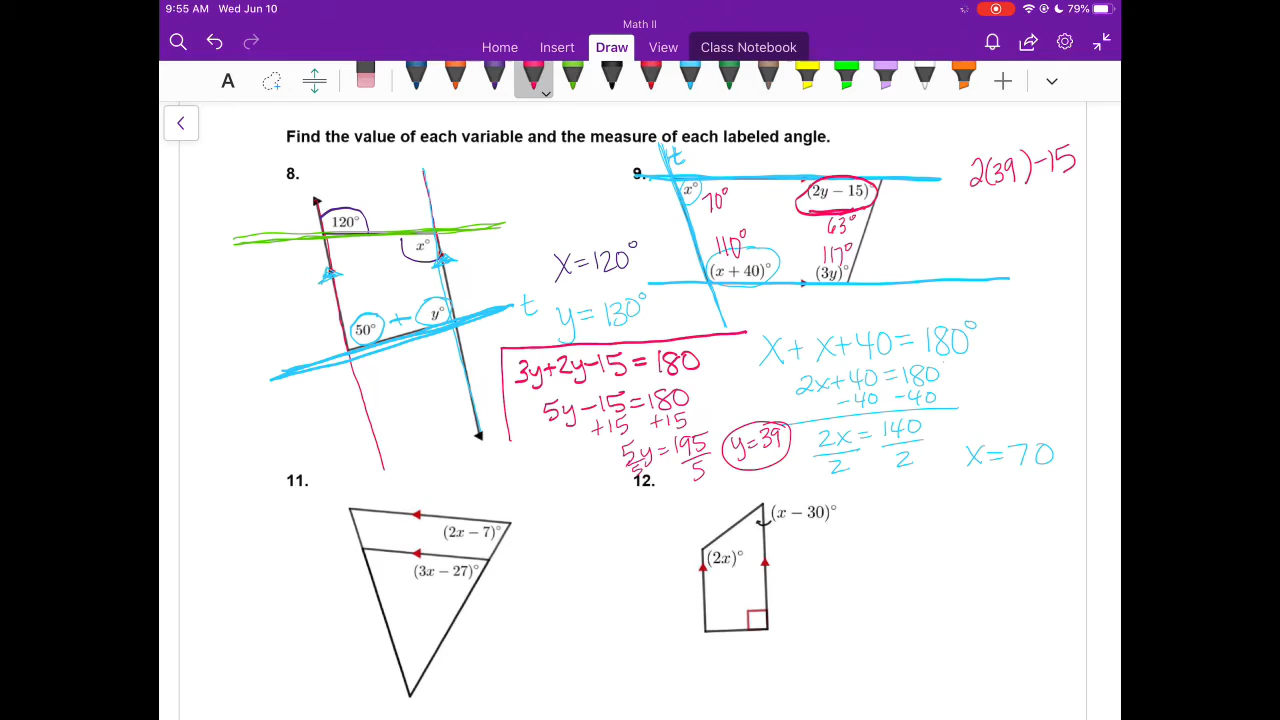 9:55 AM Wed Jun 10
79%
Math II
Home Insert Draw View Class Notebook
A
Find the value of each variable and the measure of each labeled angle.
8.
120°
x°
50° + y°
t
x=120°
y=130°
9.
t
x°
70°
(2y − 15)°
63°
2(39)-15
110°
(x + 40)°
117°
(3y)°
3y+2y-15=180
5y-15=180
+15 +15
5y=195
5 5
y=39
x+x+40=180°
2x+40=180
-40 -40
2x=140
2 2
x=70
11.
(2x − 7)°
(3x − 27)°
12.
(x − 30)°
(2x)°